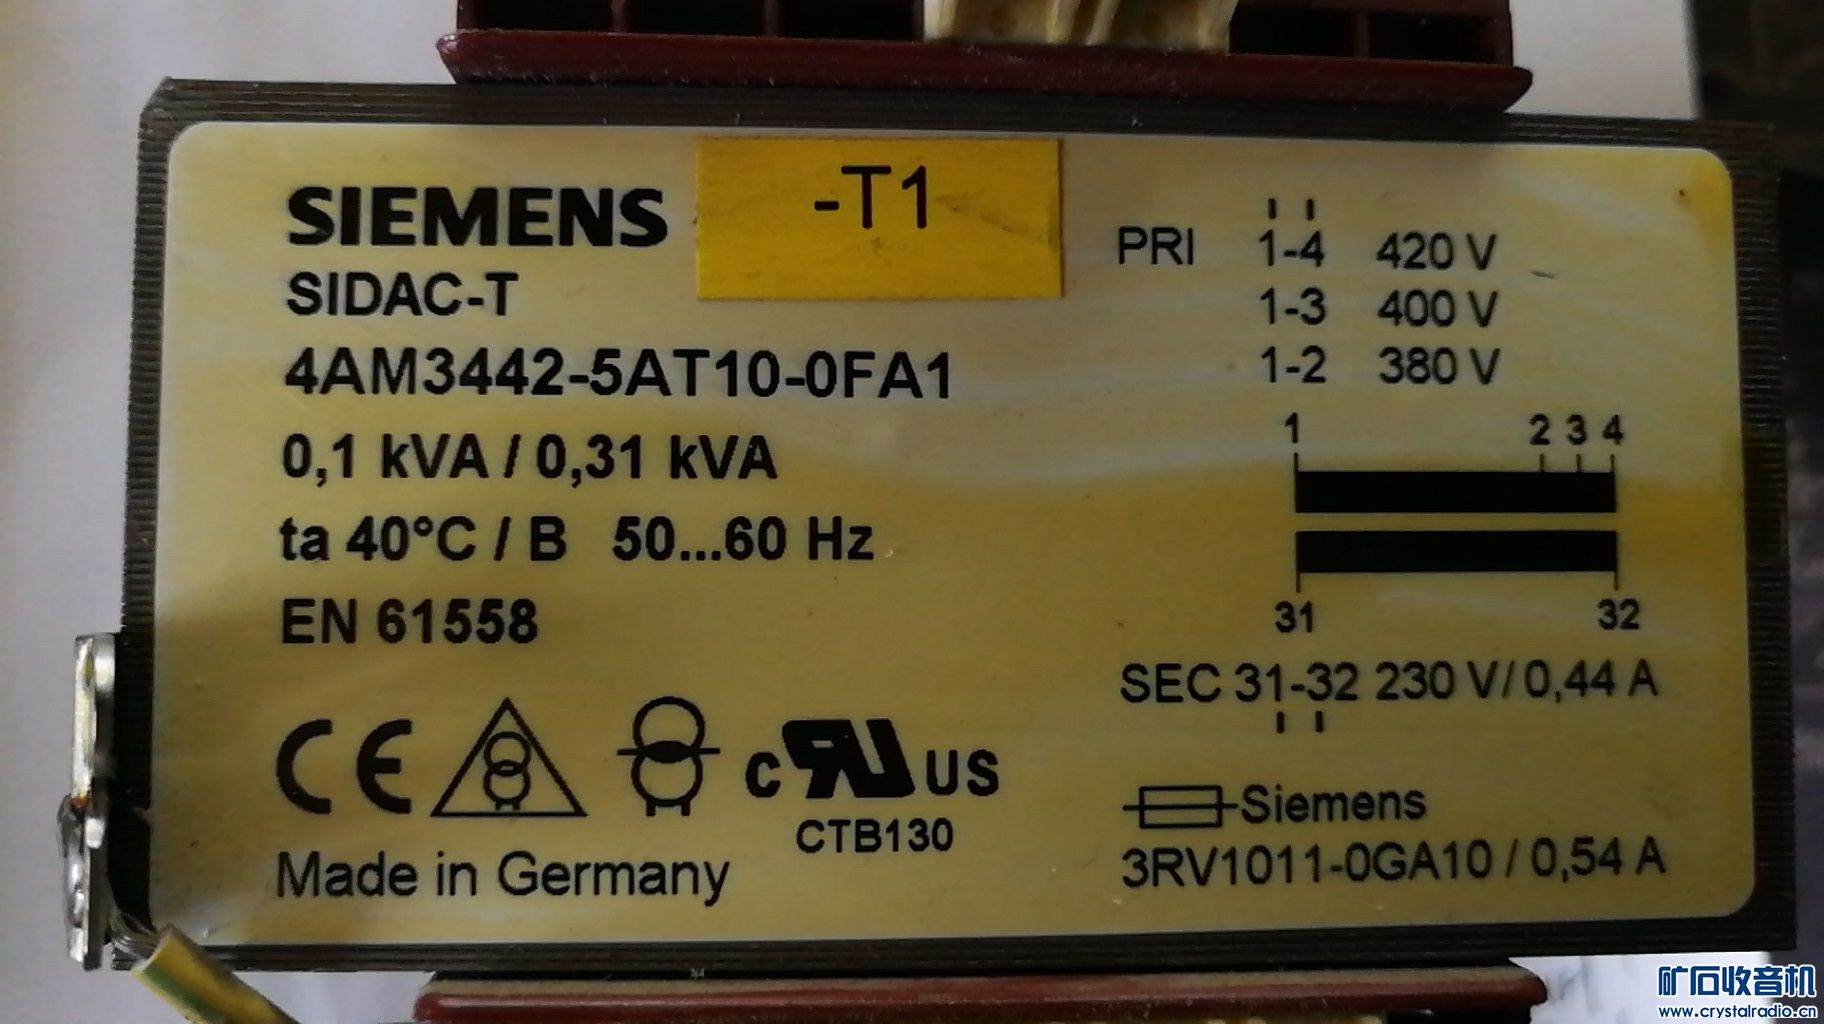 SIEMENS
-T1
SIDAC-T
4AM3442-5AT10-0FA1
0,1 kVA / 0,31 kVA
ta 40°C / B 50...60 Hz
EN 61558
CE
c RU US
CTB130
Made in Germany
PRI 1-4 420 V
1-3 400 V
1-2 380 V
1 2 3 4
31 32
SEC 31-32 230 V/ 0,44 A
Siemens
3RV1011-0GA10 / 0,54 A
矿石收音机
www.crystalradio.cn